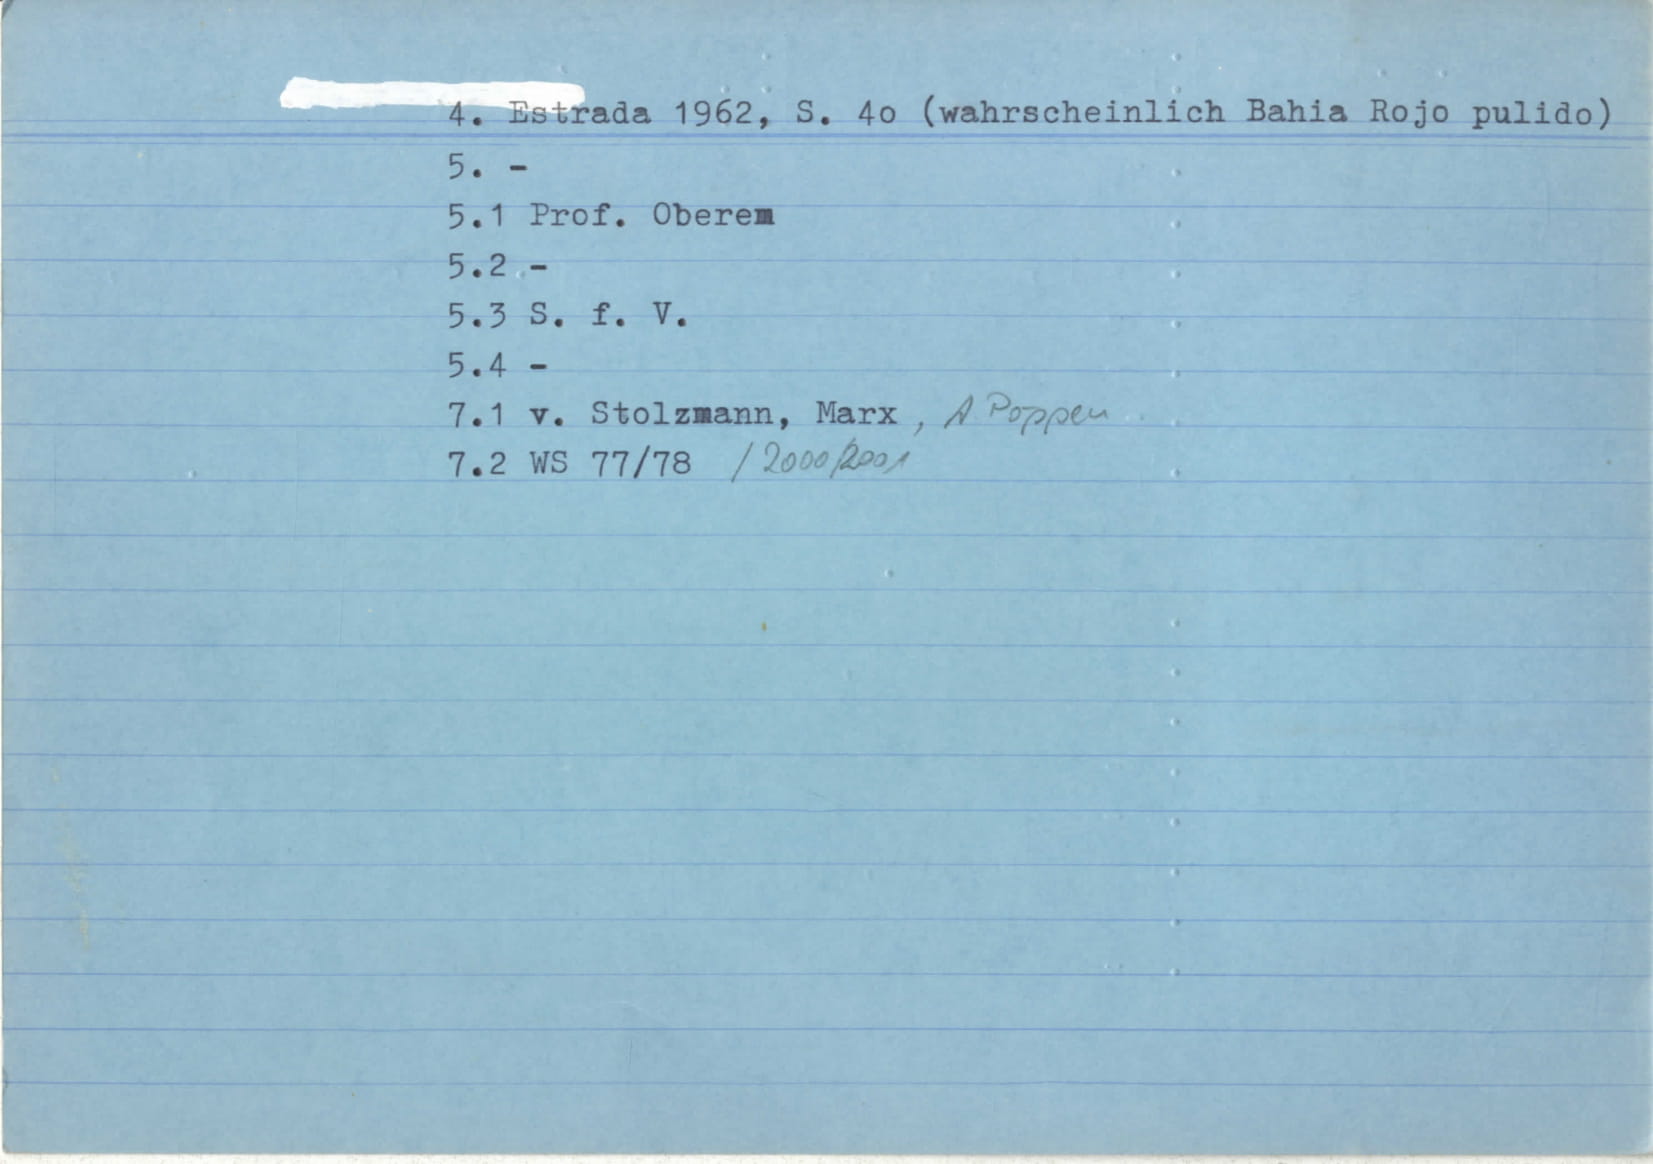 4. Estrada 1962, S. 4o (wahrscheinlich Bahia Rojo pulido)
5. -
5.1 Prof. Oberem
5.2 -
5.3 S. f. V.
5.4 -
7.1 v. Stolzmann, Marx, A. Poppen
7.2 WS 77/78 / 2000/2001